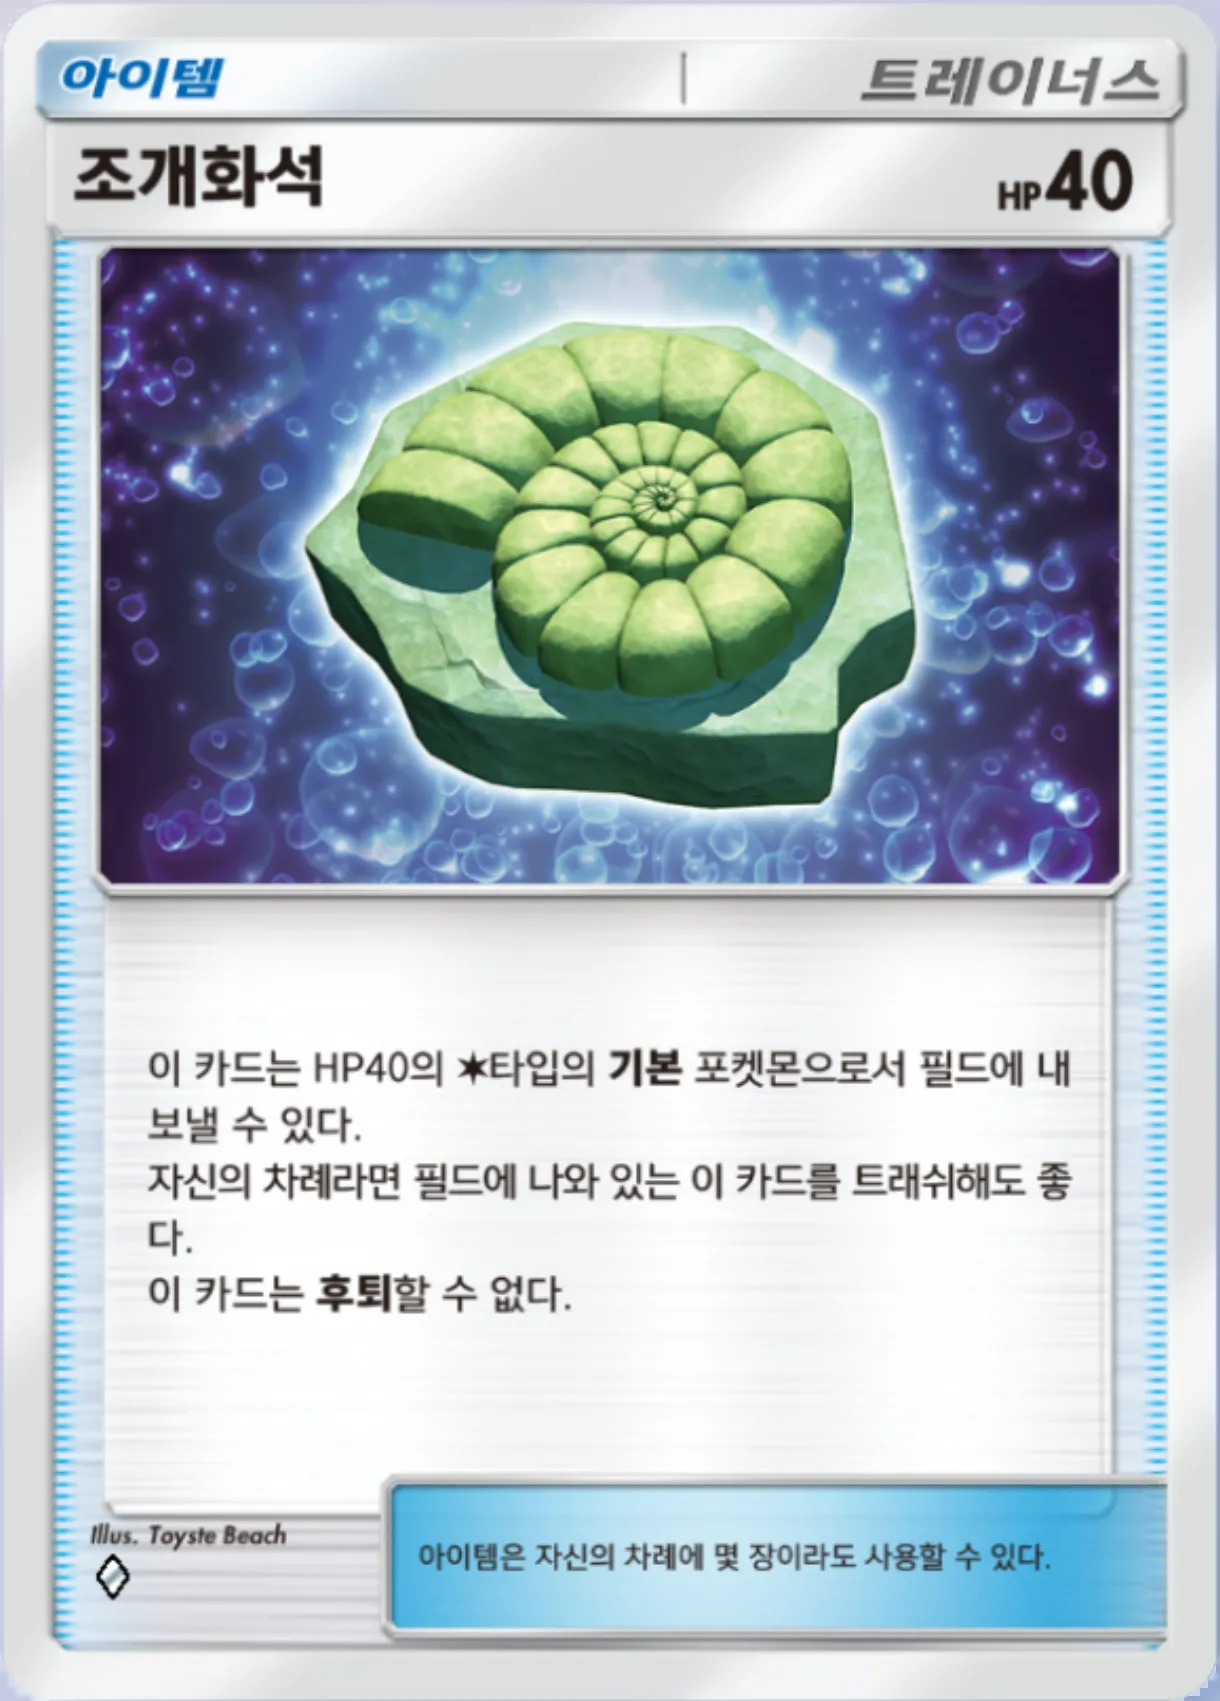 아이템 트레이너스
조개화석 HP40
이 카드는 HP40의 ✶타입의 기본 포켓몬으로서 필드에 내
보낼 수 있다.
자신의 차례라면 필드에 나와 있는 이 카드를 트래쉬해도 좋
다.
이 카드는 후퇴할 수 없다.
Illus. Toyste Beach
아이템은 자신의 차례에 몇 장이라도 사용할 수 있다.